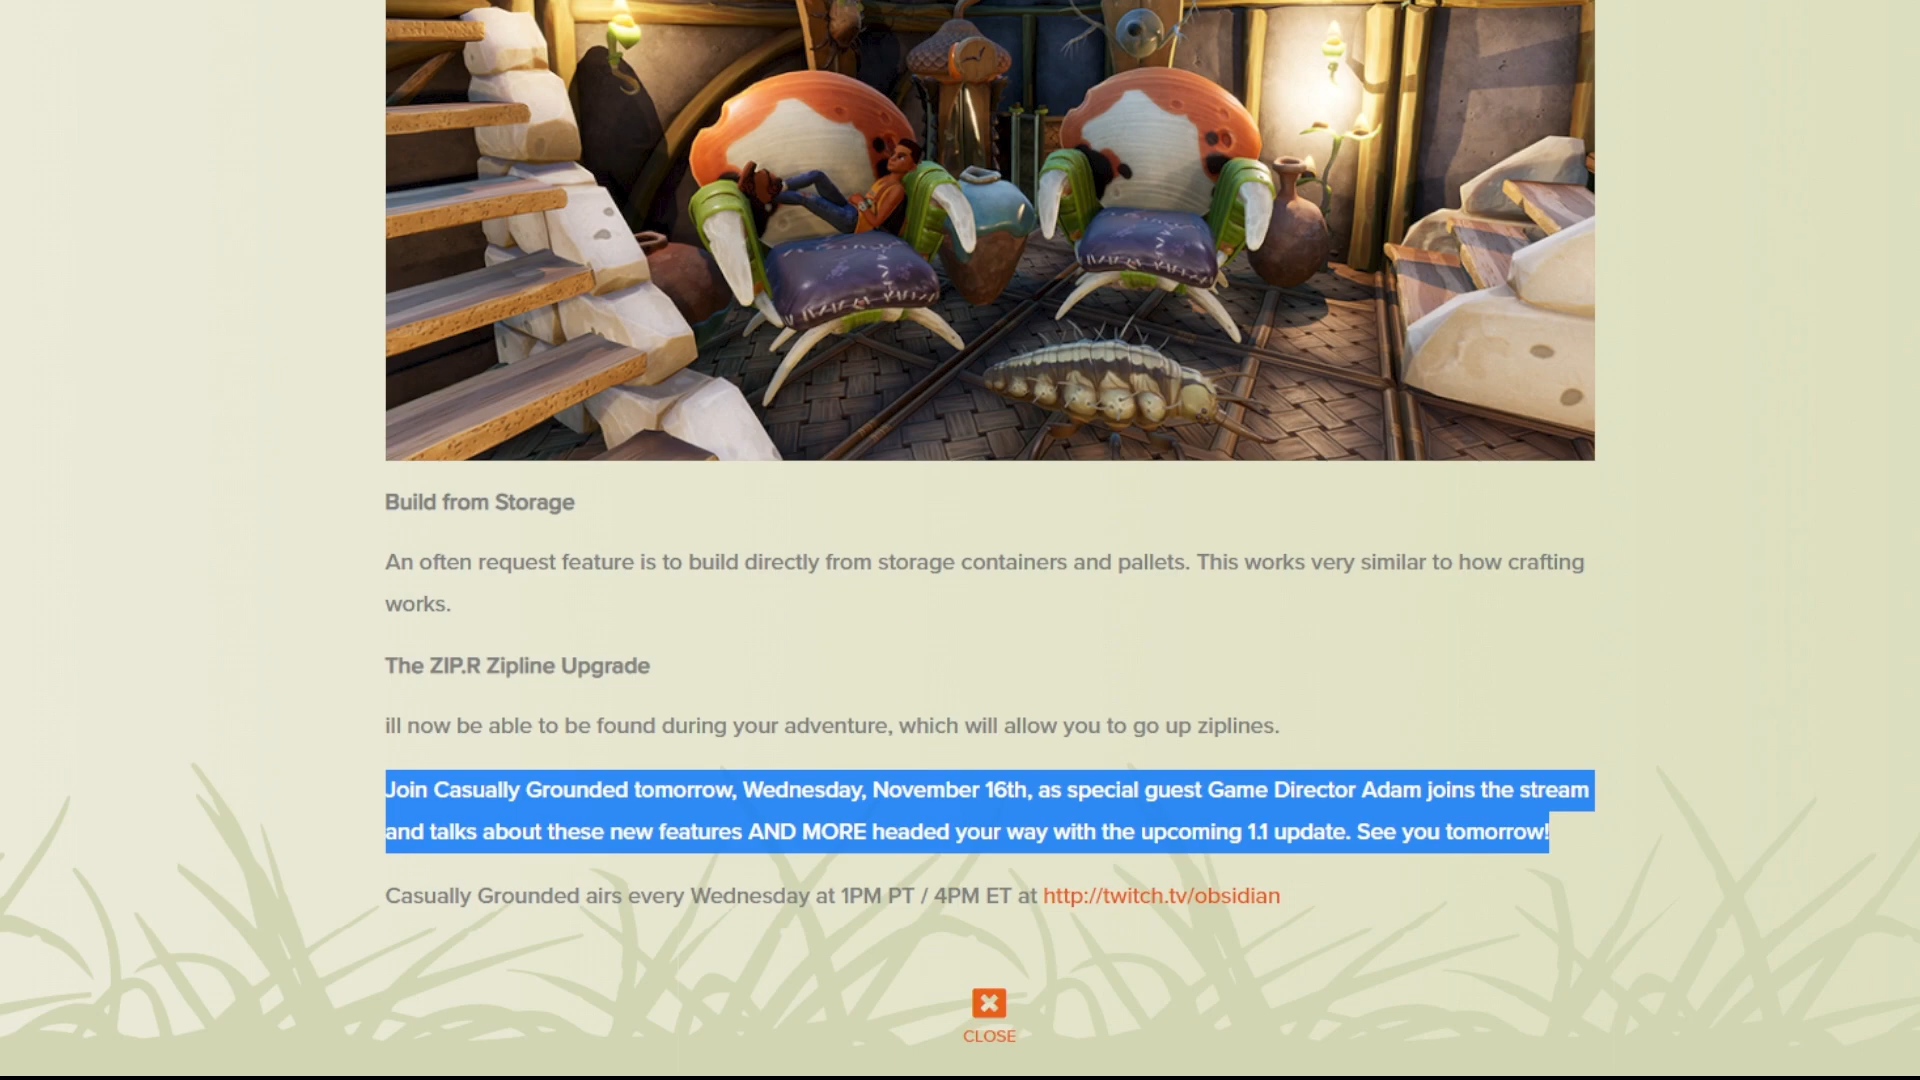 Build from Storage
An often request feature is to build directly from storage containers and pallets. This works very similar to how crafting
works.
The ZIP.R Zipline Upgrade
ill now be able to be found during your adventure, which will allow you to go up ziplines.
Join Casually Grounded tomorrow, Wednesday, November 16th, as special guest Game Director Adam joins the stream
and talks about these new features AND MORE headed your way with the upcoming 1.1 update. See you tomorrow!
Casually Grounded airs every Wednesday at 1PM PT / 4PM ET at http://twitch.tv/obsidian
CLOSE